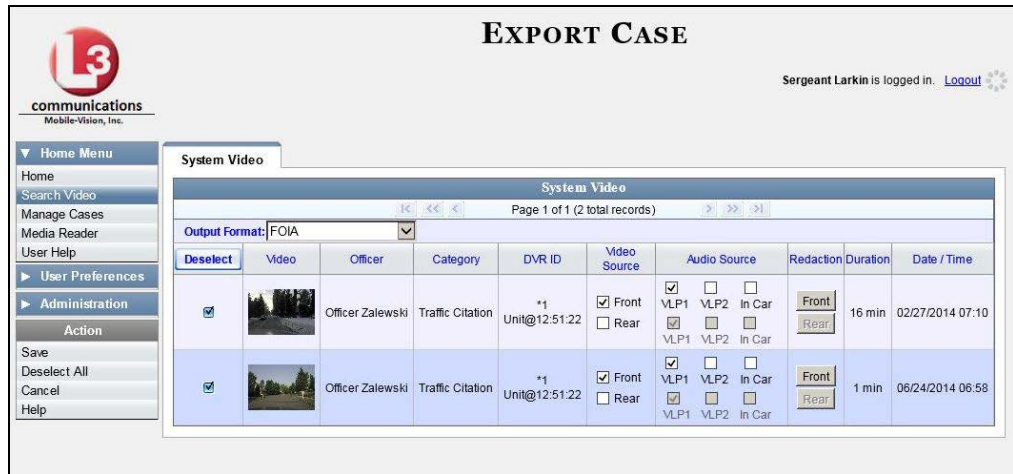 EXPORT CASE
L3
communications
Mobile-Vision, Inc.
Sergeant Larkin is logged in. Logout
Home Menu
Home
Search Video
Manage Cases
Media Reader
User Help
User Preferences
Administration
Action
Save
Deselect All
Cancel
Help
System Video
System Video
Page 1 of 1 (2 total records)
Output Format: FOIA
Deselect Video Officer Category DVR ID Video Source Audio Source Redaction Duration Date / Time
Officer Zalewski Traffic Citation *1 Unit@12:51:22 Front Rear VLP1 VLP2 In Car VLP1 VLP2 In Car Front Rear 16 min 02/27/2014 07:10
Officer Zalewski Traffic Citation *1 Unit@12:51:22 Front Rear VLP1 VLP2 In Car VLP1 VLP2 In Car Front Rear 1 min 06/24/2014 06:58